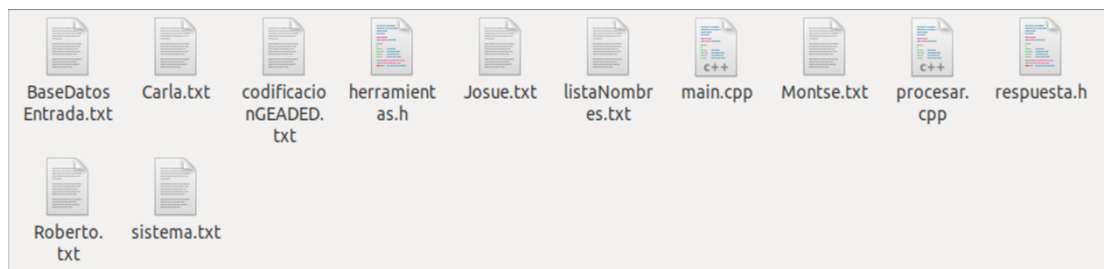 BaseDatos Carla.txt codificacio herramient Josue.txt listaNombr main.cpp Montse.txt procesar. respuesta.h
Entrada.txt nGEADED. as.h es.txt cpp
txt
Roberto. sistema.txt
txt